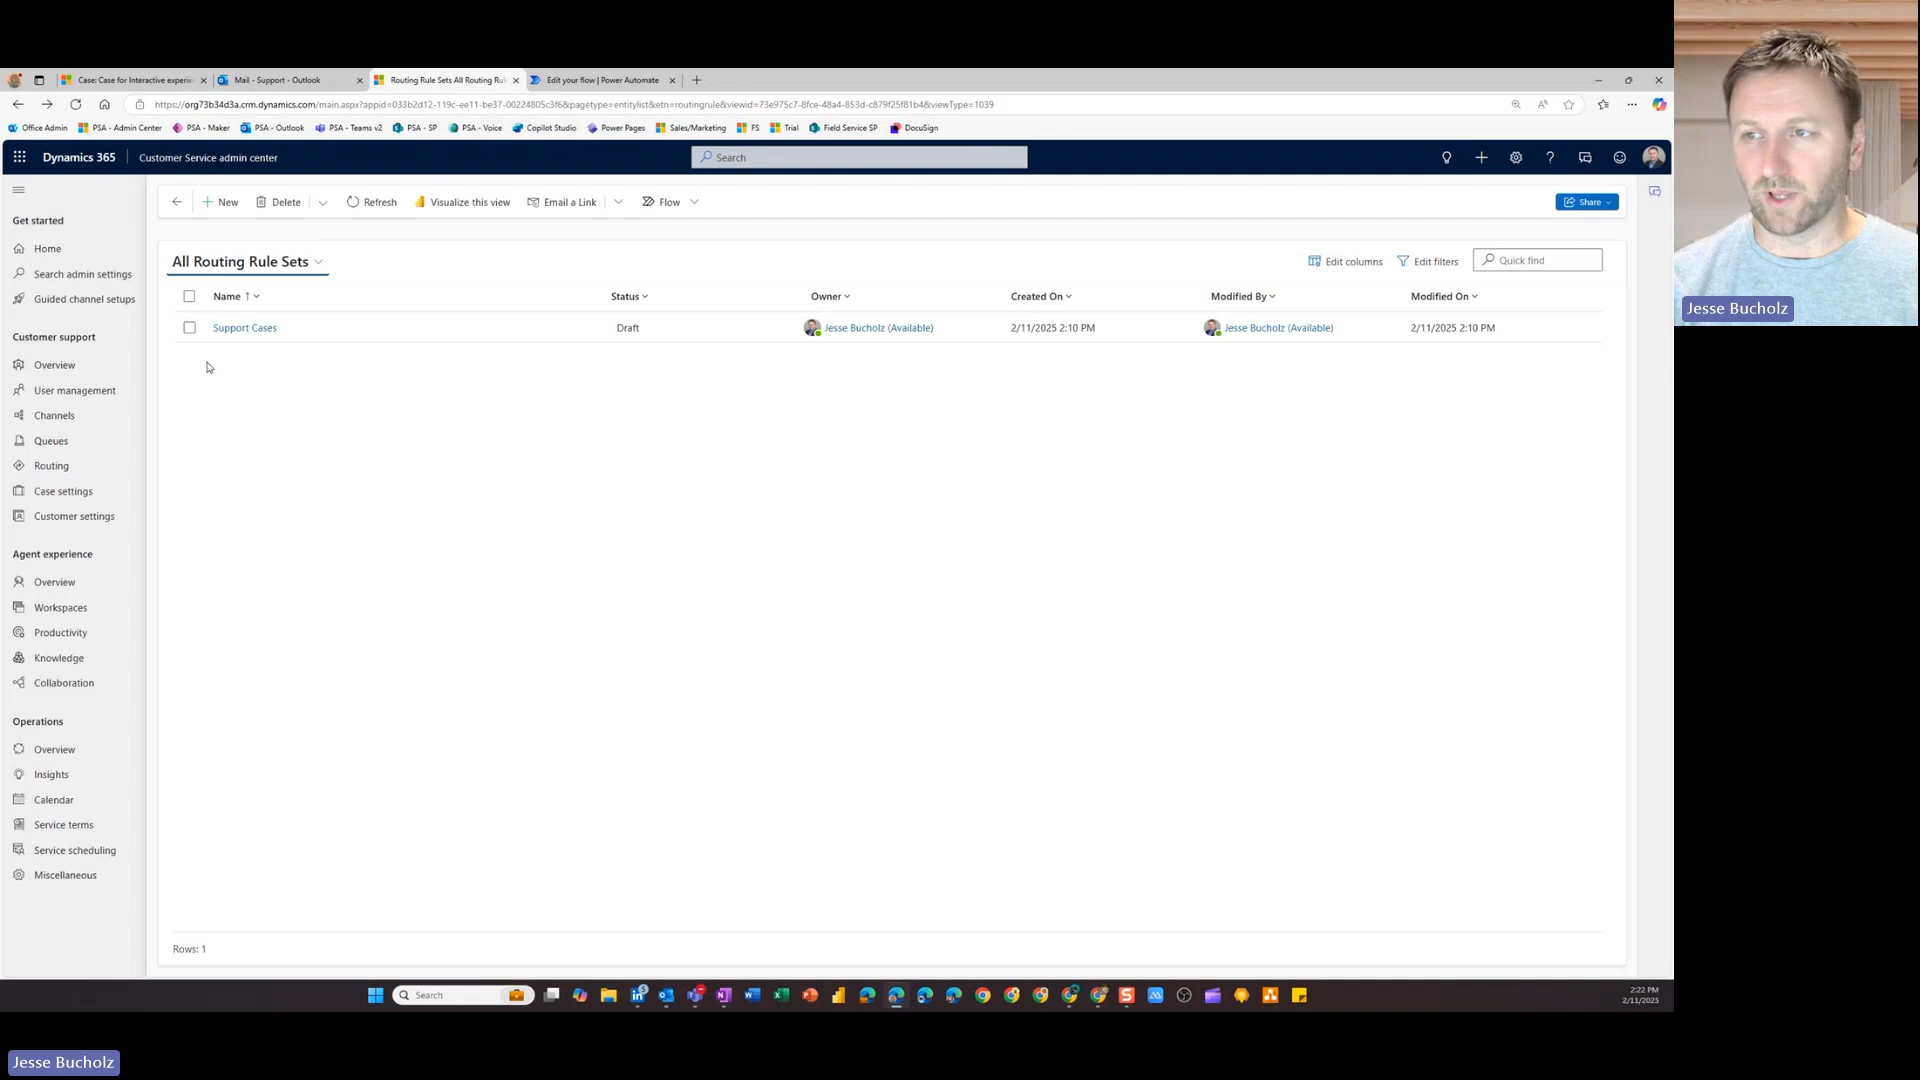 Case: Case for Interactive experien
Mail - Support - Outlook
Routing Rule Sets All Routing Rul
Edit your flow | Power Automate
https://org73b34d3a.crm.dynamics.com/main.aspx?appid=033b2d12-119c-ee11-be37-00224805c3f6&pagetype=entitylist&etn=routingrule&viewid=73e975c7-8fce-48a4-853d-c879f25f81b4&viewType=1039
Office Admin
PSA - Admin Center
PSA - Maker
PSA - Outlook
PSA - Teams v2
PSA - SP
PSA - Voice
Copilot Studio
Power Pages
Sales/Marketing
FS
Trial
Field Service SP
DocuSign
Dynamics 365
Customer Service admin center
Search
New
Delete
Refresh
Visualize this view
Email a Link
Flow
Share
Get started
Home
Search admin settings
Guided channel setups
Customer support
Overview
User management
Channels
Queues
Routing
Case settings
Customer settings
Agent experience
Overview
Workspaces
Productivity
Knowledge
Collaboration
Operations
Overview
Insights
Calendar
Service terms
Service scheduling
Miscellaneous
All Routing Rule Sets
Edit columns
Edit filters
Quick find
Name ↑
Status
Owner
Created On
Modified By
Modified On
Support Cases
Draft
Jesse Bucholz (Available)
2/11/2025 2:10 PM
Jesse Bucholz (Available)
2/11/2025 2:10 PM
Rows: 1
Search
2:22 PM
2/11/2025
Jesse Bucholz
Jesse Bucholz